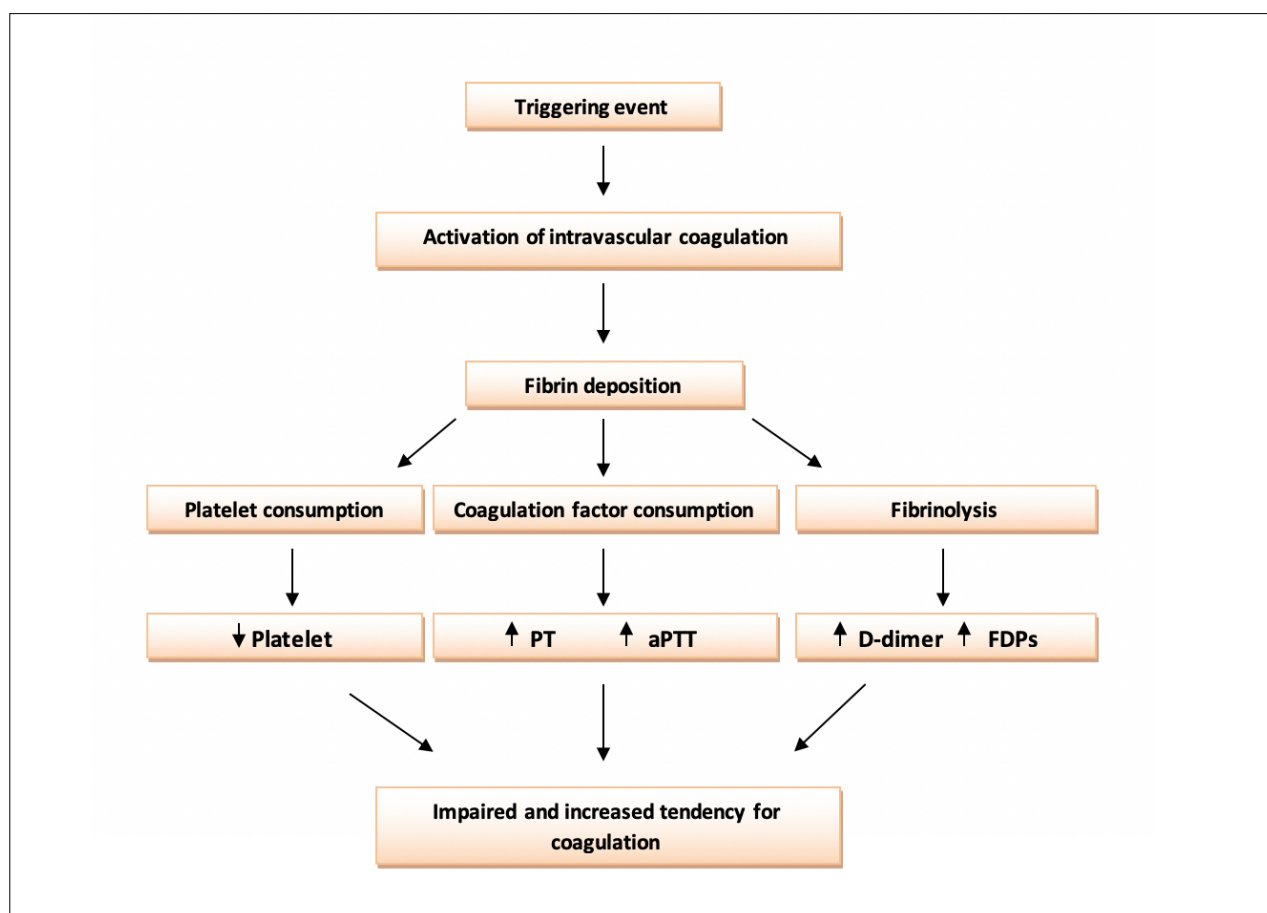 Triggering event
Activation of intravascular coagulation
Fibrin deposition
Platelet consumption
Coagulation factor consumption
Fibrinolysis
↓ Platelet
↑ PT ↑ aPTT
↑ D-dimer ↑ FDPs
Impaired and increased tendency for
coagulation